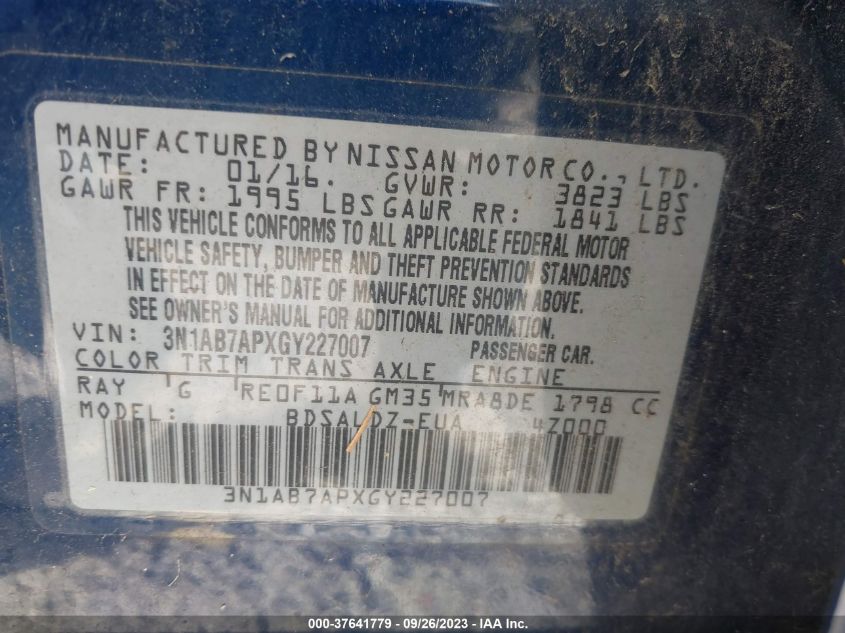 MANUFACTURED BY NISSAN MOTOR CO., LTD.
DATE: 01/16. GVWR: 3823 LBS
GAWR FR: 1995 LBS GAWR RR: 1841 LBS
THIS VEHICLE CONFORMS TO ALL APPLICABLE FEDERAL MOTOR
VEHICLE SAFETY, BUMPER AND THEFT PREVENTION STANDARDS
IN EFFECT ON THE DATE OF MANUFACTURE SHOWN ABOVE.
SEE OWNER'S MANUAL FOR ADDITIONAL INFORMATION.
VIN: 3N1AB7APXGY227007 PASSENGER CAR.
COLOR TRIM TRANS AXLE ENGINE
RAY G RE0F11A GM35 MRA8DE 1798 CC
MODEL: BDSALDZ-EUA 4Z000
3N1AB7APXGY227007
000-37641779 - 09/26/2023 - IAA Inc.